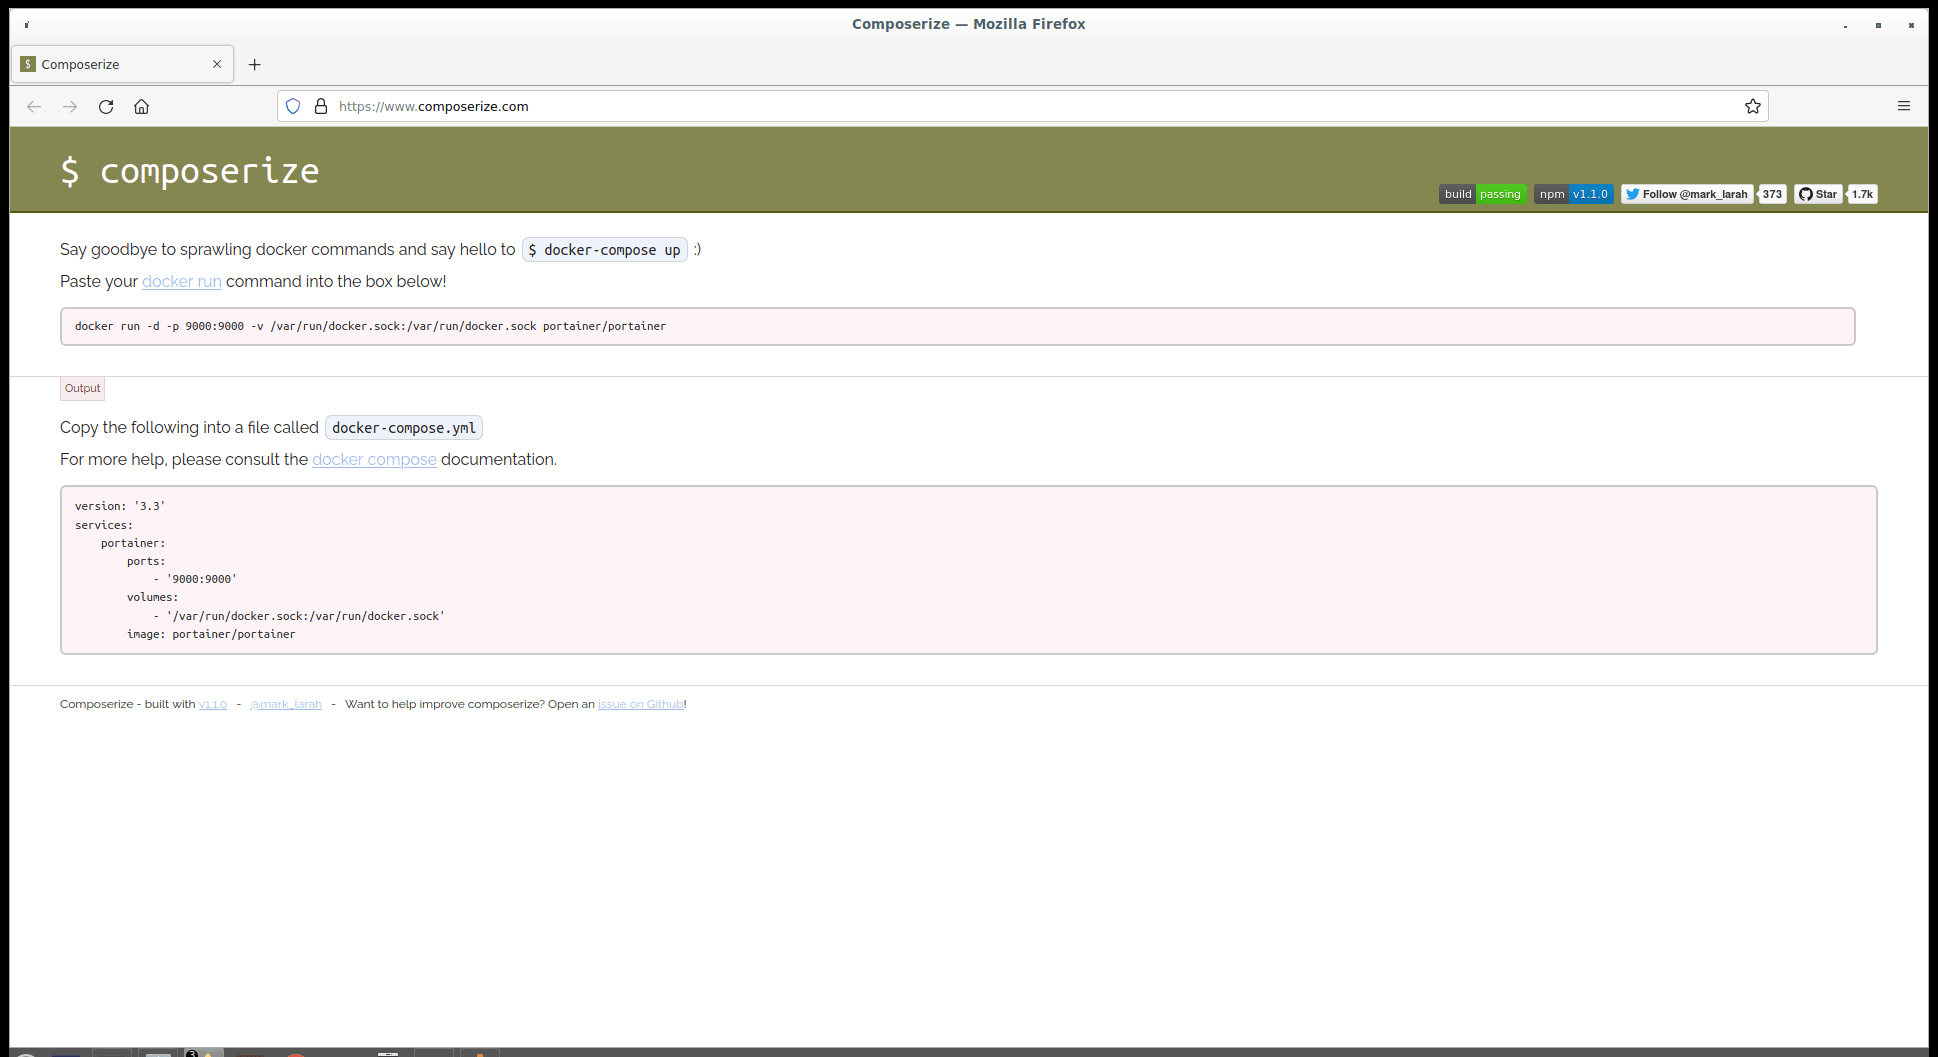 Composerize — Mozilla Firefox
$ Composerize
https://www.composerize.com
$ composerize
build passing npm v1.1.0 Follow @mark_larah 373 Star 1.7k
Say goodbye to sprawling docker commands and say hello to $ docker-compose up :)
Paste your docker run command into the box below!
docker run -d -p 9000:9000 -v /var/run/docker.sock:/var/run/docker.sock portainer/portainer
Output
Copy the following into a file called docker-compose.yml
For more help, please consult the docker compose documentation.
version: '3.3'
services:
    portainer:
        ports:
            - '9000:9000'
        volumes:
            - '/var/run/docker.sock:/var/run/docker.sock'
        image: portainer/portainer
Composerize - built with v1.1.0 - @mark_larah - Want to help improve composerize? Open an issue on Github!
3